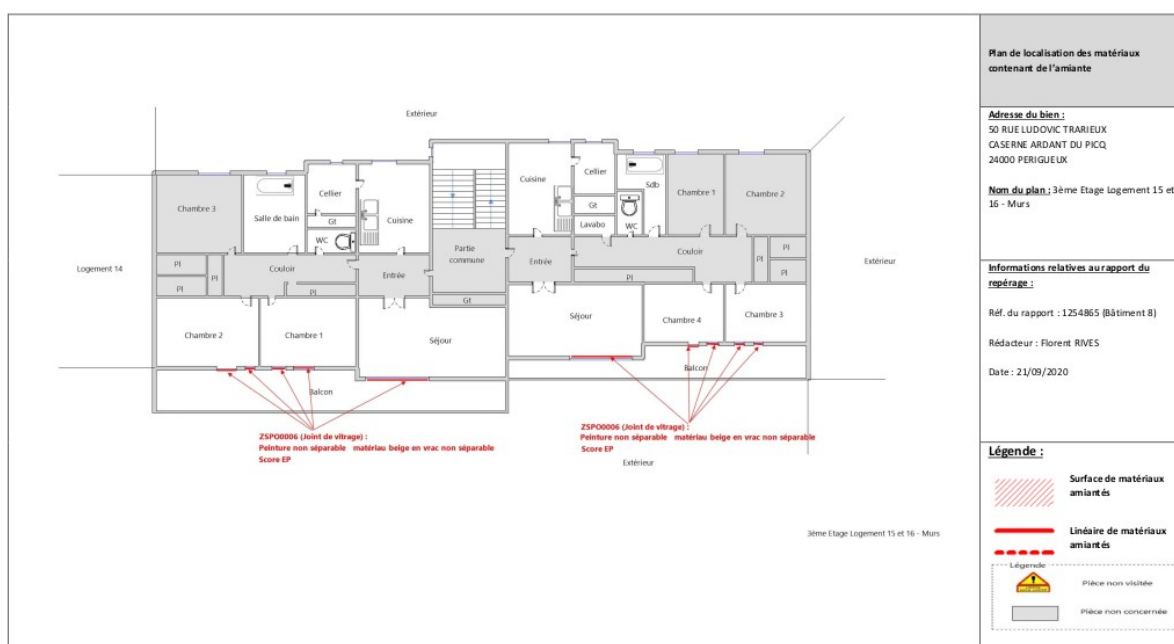 Plan de localisation des matériaux
contenant de l'amiante
Adresse du bien :
50 RUE LUDOVIC TRARIEUX
CASERNE ARDANT DU PICQ
24000 PERIGUEUX
Nom du plan : 3ème Etage Logement 15 et
16 - Murs
Informations relatives au rapport du
repérage :
Réf. du rapport : 1254865 (Bâtiment 8)
Rédacteur : Florent RIVES
Date : 21/09/2020
Légende :
Surface de matériaux
amiantés
Linéaire de matériaux
amiantés
Légende
Pièce non visitée
Pièce non concernée
Extérieur
Logement 14
Chambre 3
Salle de bain
Cellier
Gt
WC
Cuisine
Pl
Pl
Pl
Couloir
Pl
Entrée
Partie
commune
Gt
Chambre 2
Chambre 1
Séjour
Balcon
Cuisine
Cellier
Gt
Lavabo
Sdb
WC
Chambre 1
Chambre 2
Entrée
Couloir
Pl
Pl
Pl
Pl
Séjour
Chambre 4
Chambre 3
Balcon
Extérieur
ZSPO0006 (Joint de vitrage) :
Peinture non séparable matériau beige en vrac non séparable
Score EP
ZSPO0006 (Joint de vitrage) :
Peinture non séparable matériau beige en vrac non séparable
Score EP
Extérieur
3ème Etage Logement 15 et 16 - Murs